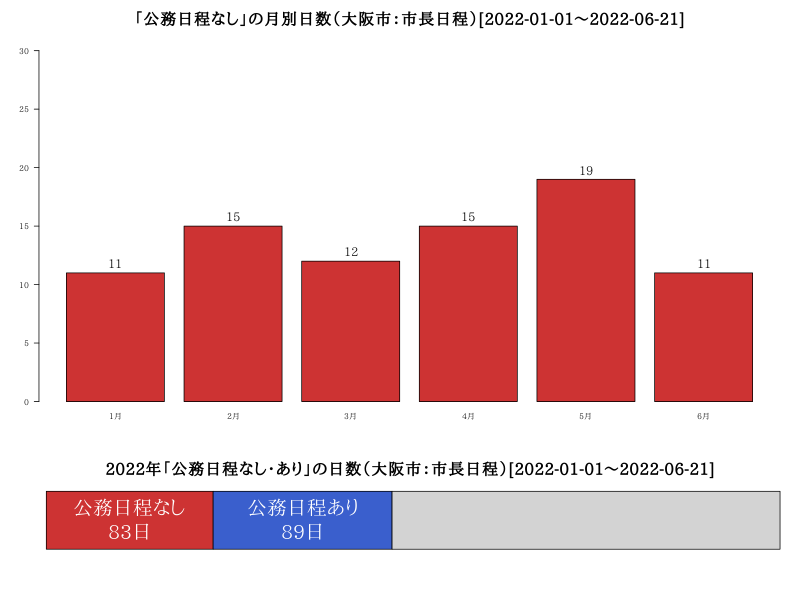 「公務日程なし」の月別日数（大阪市：市長日程）[2022-01-01～2022-06-21]
30
25
20
15
10
5
0
11
15
12
15
19
11
1月
2月
3月
4月
5月
6月
2022年「公務日程なし・あり」の日数（大阪市：市長日程）[2022-01-01～2022-06-21]
公務日程なし
83日
公務日程あり
89日